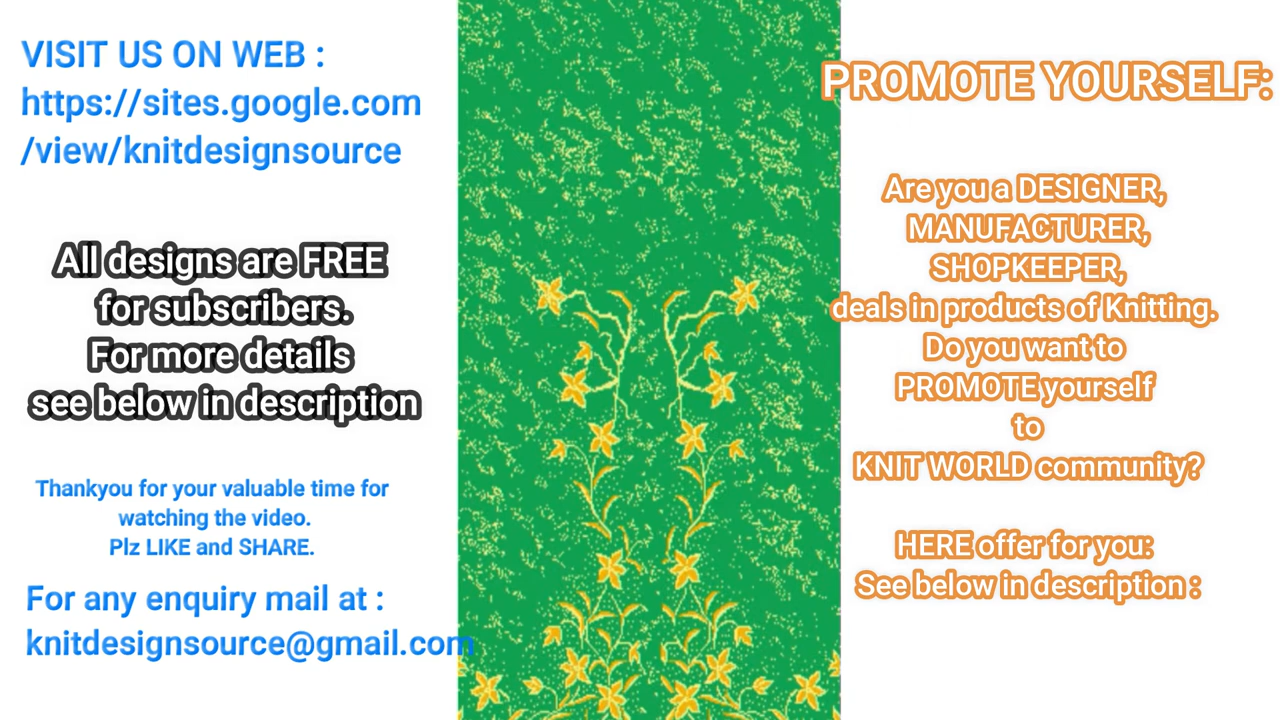 VISIT US ON WEB :
https://sites.google.com
/view/knitdesignsource
All designs are FREE
for subscribers.
For more details
see below in description
Thankyou for your valuable time for
watching the video.
Plz LIKE and SHARE.
For any enquiry mail at :
knitdesignsource@gmail.com
PROMOTE YOURSELF:
Are you a DESIGNER,
MANUFACTURER,
SHOPKEEPER,
deals in products of Knitting.
Do you want to
PROMOTE yourself
to
KNIT WORLD community?
HERE offer for you:
See below in description :